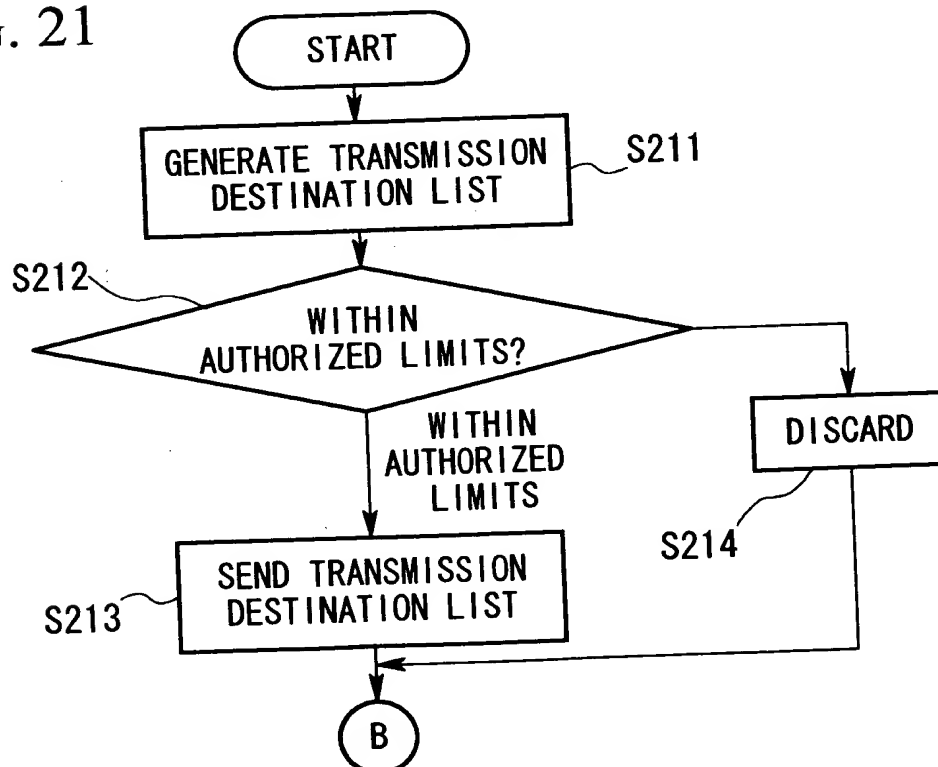 G. 21
START
GENERATE TRANSMISSION
DESTINATION LIST
S211
S212
WITHIN
AUTHORIZED LIMITS?
WITHIN
AUTHORIZED
LIMITS
DISCARD
S214
SEND TRANSMISSION
DESTINATION LIST
S213
B